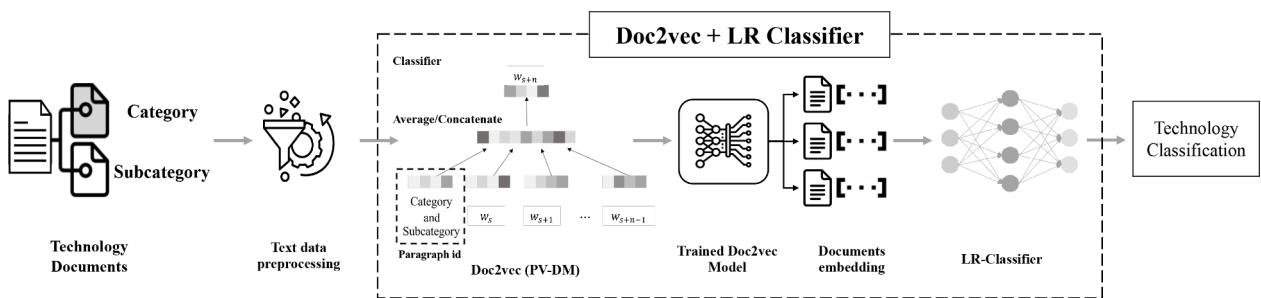 Doc2vec + LR Classifier
Category
Subcategory
Technology
Documents
Text data
preprocessing
Classifier
w_{s+n}
Average/Concatenate
Category
and
Subcategory
Paragraph id
w_s
w_{s+1}
...
w_{s+n-1}
Doc2vec (PV-DM)
Trained Doc2vec
Model
[...]
[...]
[...]
Documents
embedding
LR-Classifier
Technology
Classification